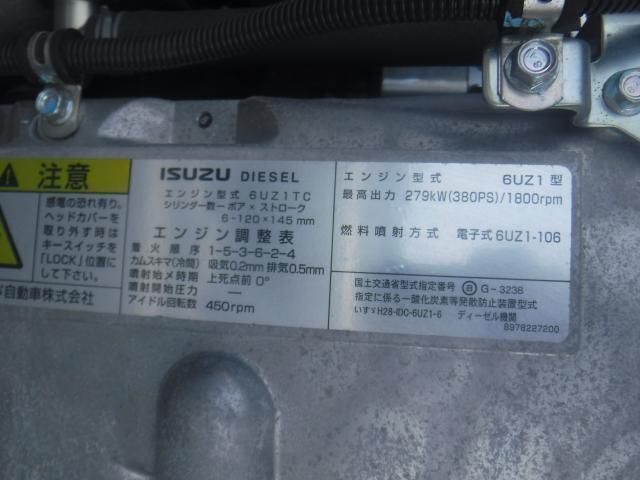 注意
感電の恐れ有り。
ヘッドカバーを
取り外す時は
キースイッチを
「LOCK」位置に
して下さい。
自動車株式会社
ISUZU DIESEL
エンジン型式 6UZ1TC
シリンダー数－ボア×ストローク
6-120×145mm
エンジン調整表
着火順序 1-5-3-6-2-4
カムスキマ(冷間) 吸気0.2mm 排気0.5mm
噴射始メ時期 上死点前 0°
噴射開始圧力 —
アイドル回転数 450rpm
エンジン型式 6UZ1型
最高出力 279kW(380PS)/1800rpm
燃料噴射方式 電子式 6UZ1-106
国土交通省型式指定番号 自 G-3238
指定に係る一酸化炭素等発散防止装置型式
いすゞH28-IDC-6UZ1-6 ディーゼル機関
8978227200